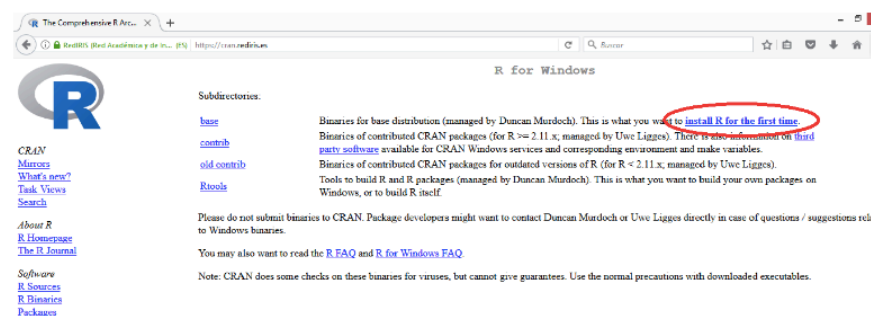 The Comprehensive R Arc...
RedIRIS (Red Académica y de In... (ES) https://cran.rediris.es
Buscar
R for Windows
R
Subdirectories:
base
Binaries for base distribution (managed by Duncan Murdoch). This is what you want to install R for the first time.
contrib
Binaries of contributed CRAN packages (for R >= 2.11.x; managed by Uwe Ligges). There is also information on third
party software available for CRAN Windows services and corresponding environment and make variables.
old contrib
Binaries of contributed CRAN packages for outdated versions of R (for R < 2.11.x; managed by Uwe Ligges).
Rtools
Tools to build R and R packages (managed by Duncan Murdoch). This is what you want to build your own packages on
Windows, or to build R itself.
Please do not submit binaries to CRAN. Package developers might want to contact Duncan Murdoch or Uwe Ligges directly in case of questions / suggestions rela
to Windows binaries.
You may also want to read the R FAQ and R for Windows FAQ.
Note: CRAN does some checks on these binaries for viruses, but cannot give guarantees. Use the normal precautions with downloaded executables.
CRAN
Mirrors
What's new?
Task Views
Search
About R
R Homepage
The R Journal
Software
R Sources
R Binaries
Packages